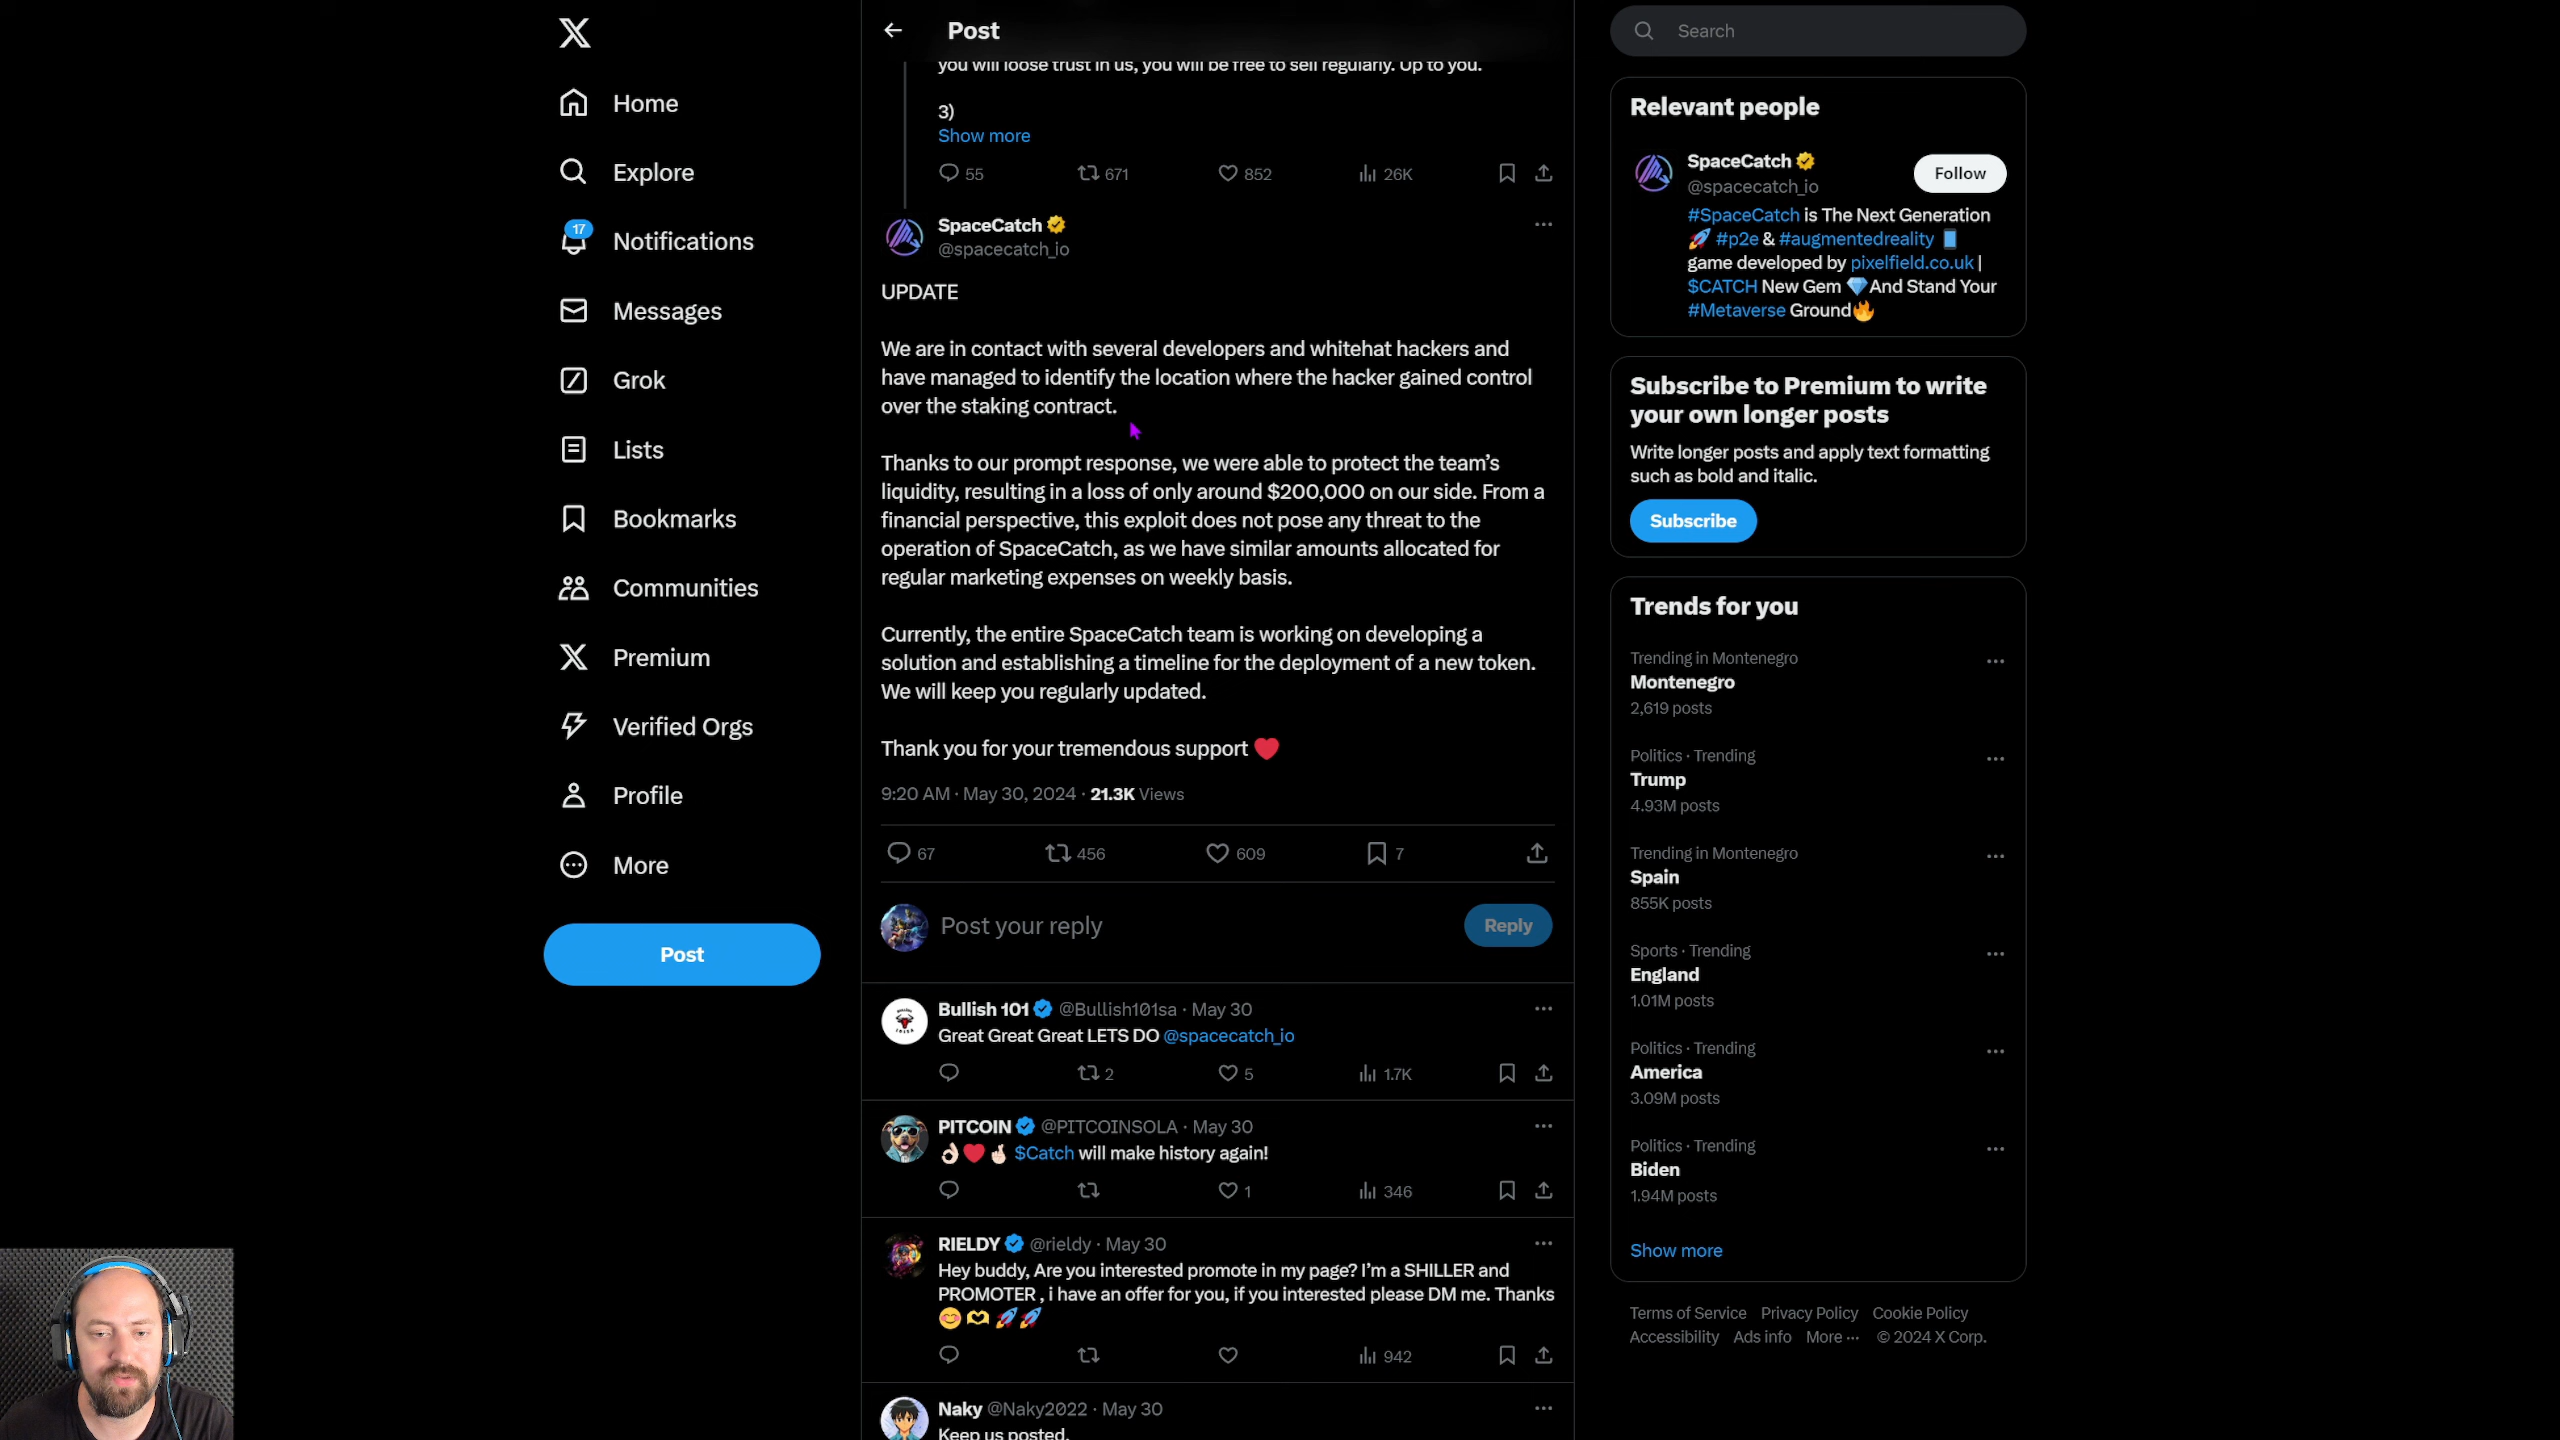 Home
Explore
17
Notifications
Messages
Grok
Lists
Bookmarks
Communities
Premium
Verified Orgs
Profile
More
Post
Post
you will loose trust in us, you will be free to sell regularly. Up to you.
3)
Show more
55 671 852 26K
SpaceCatch
@spacecatch_io
UPDATE
We are in contact with several developers and whitehat hackers and
have managed to identify the location where the hacker gained control
over the staking contract.
Thanks to our prompt response, we were able to protect the team’s
liquidity, resulting in a loss of only around $200,000 on our side. From a
financial perspective, this exploit does not pose any threat to the
operation of SpaceCatch, as we have similar amounts allocated for
regular marketing expenses on weekly basis.
Currently, the entire SpaceCatch team is working on developing a
solution and establishing a timeline for the deployment of a new token.
We will keep you regularly updated.
Thank you for your tremendous support ❤️
9:20 AM · May 30, 2024 · 21.3K Views
67 456 609 7
Post your reply
Reply
Bullish 101 @Bullish101sa · May 30
Great Great Great LETS DO @spacecatch_io
2 5 1.7K
PITCOIN @PITCOINSOLA · May 30
👌🏻❤️🤞🏻 $Catch will make history again!
1 346
RIELDY @rieldy · May 30
Hey buddy, Are you interested promote in my page? I’m a SHILLER and
PROMOTER , i have an offer for you, if you interested please DM me. Thanks
😊🫶🚀🚀
942
Naky @Naky2022 · May 30
Keep us posted.
Search
Relevant people
SpaceCatch
@spacecatch_io
Follow
#SpaceCatch is The Next Generation
🚀 #p2e & #augmentedreality 📱
game developed by pixelfield.co.uk |
$CATCH New Gem 💎And Stand Your
#Metaverse Ground🔥
Subscribe to Premium to write
your own longer posts
Write longer posts and apply text formatting
such as bold and italic.
Subscribe
Trends for you
Trending in Montenegro
Montenegro
2,619 posts
Politics · Trending
Trump
4.93M posts
Trending in Montenegro
Spain
855K posts
Sports · Trending
England
1.01M posts
Politics · Trending
America
3.09M posts
Politics · Trending
Biden
1.94M posts
Show more
Terms of Service Privacy Policy Cookie Policy
Accessibility Ads info More ··· © 2024 X Corp.